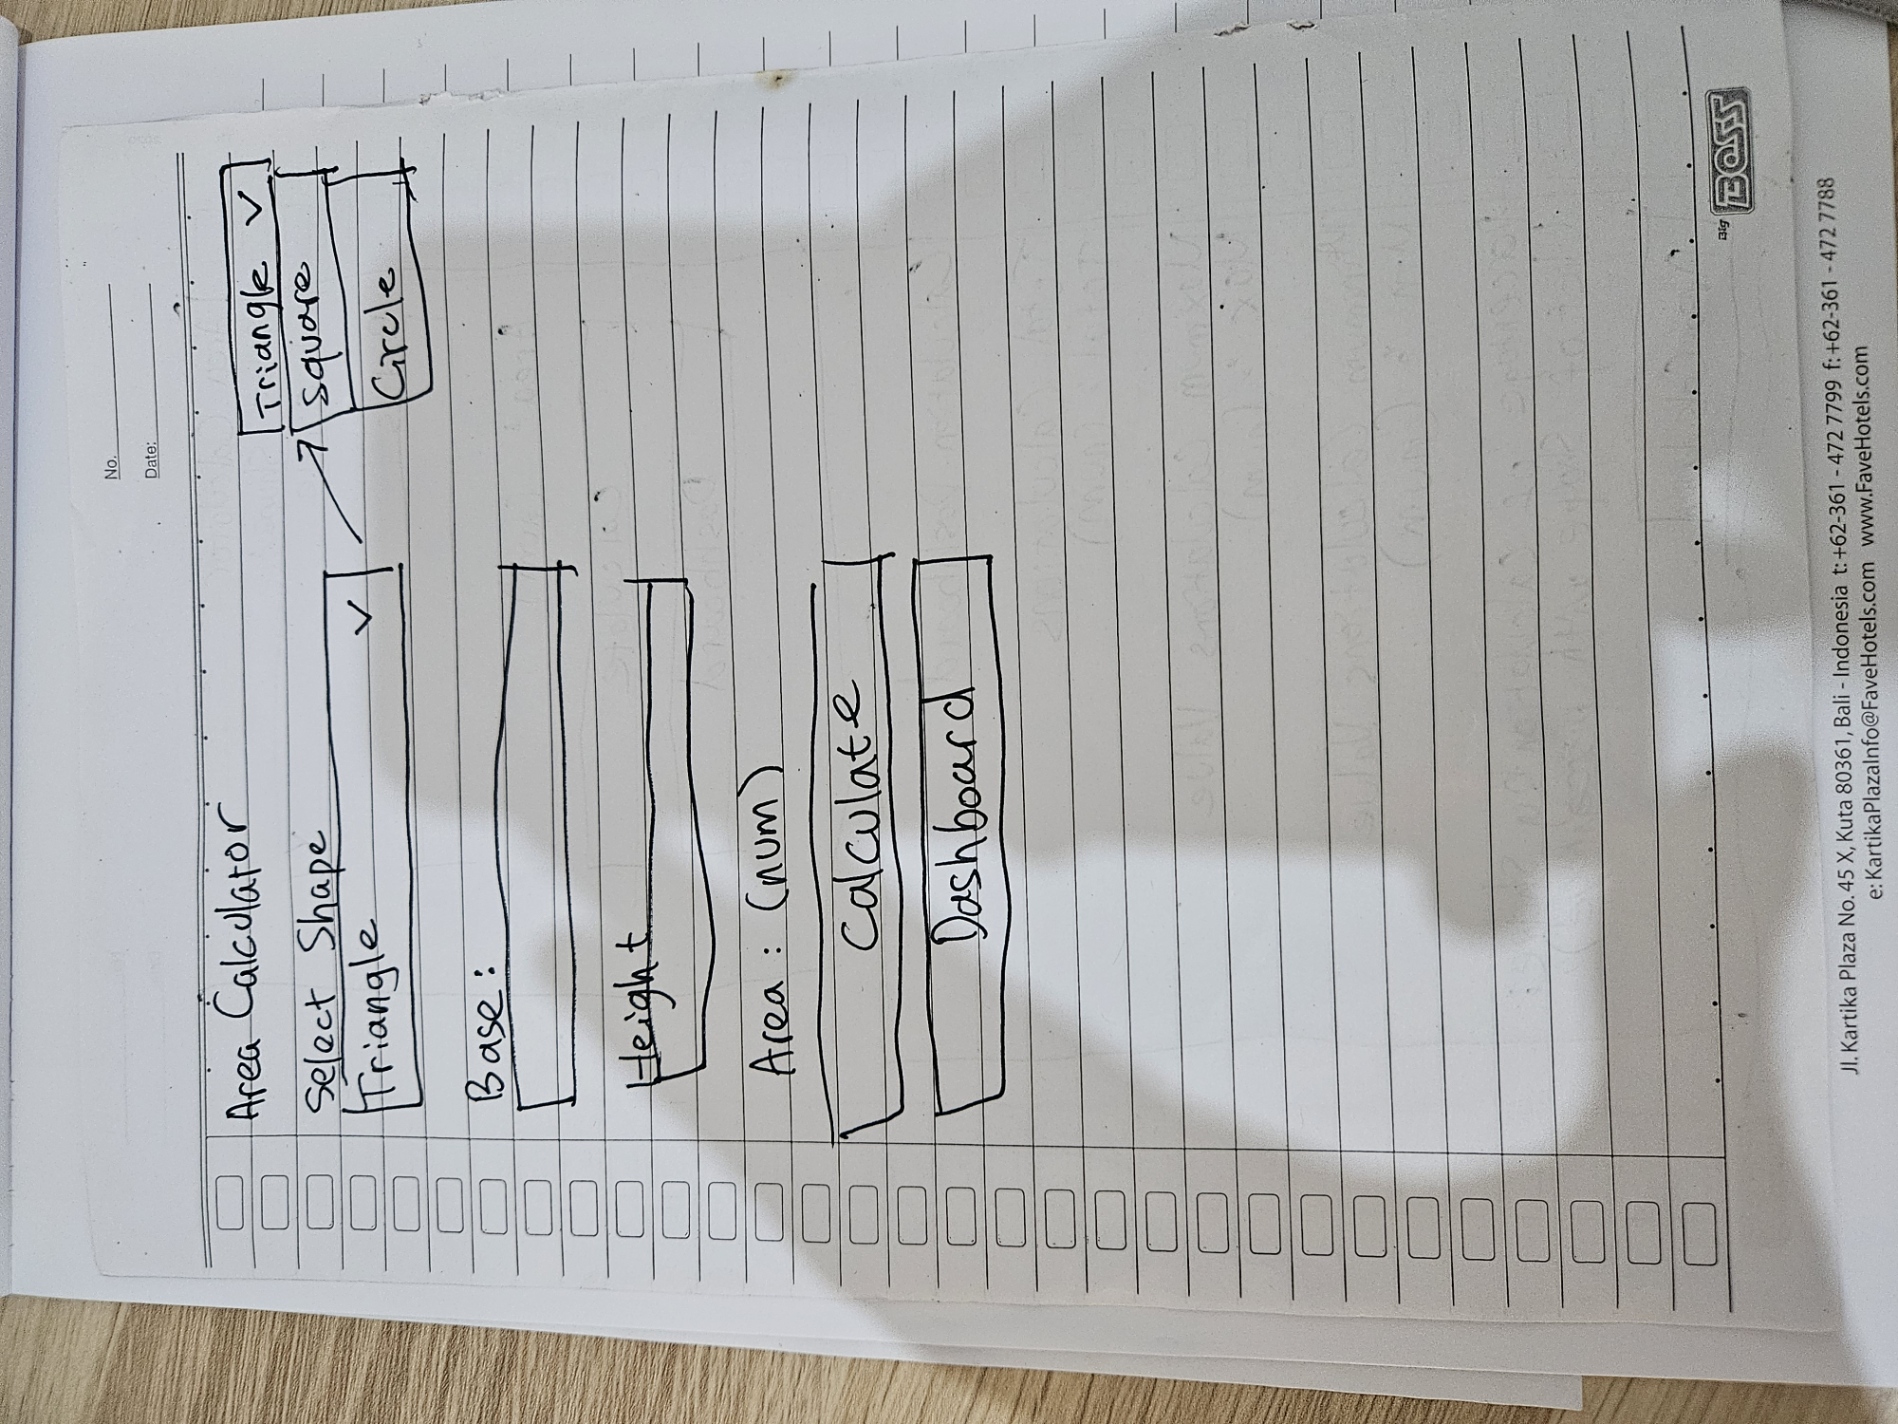 No.
Date:
Area Calculator
Select Shape
Triangle
Triangle
Square
Circle
Base:
Height
Area : (num)
Calculate
Dashboard
Big BOSS
Jl. Kartika Plaza No. 45 X, Kuta 80361, Bali - Indonesia t: +62-361 - 472 7799 f: +62-361 - 472 7788
e: KartikaPlazaInfo@FaveHotels.com www.FaveHotels.com